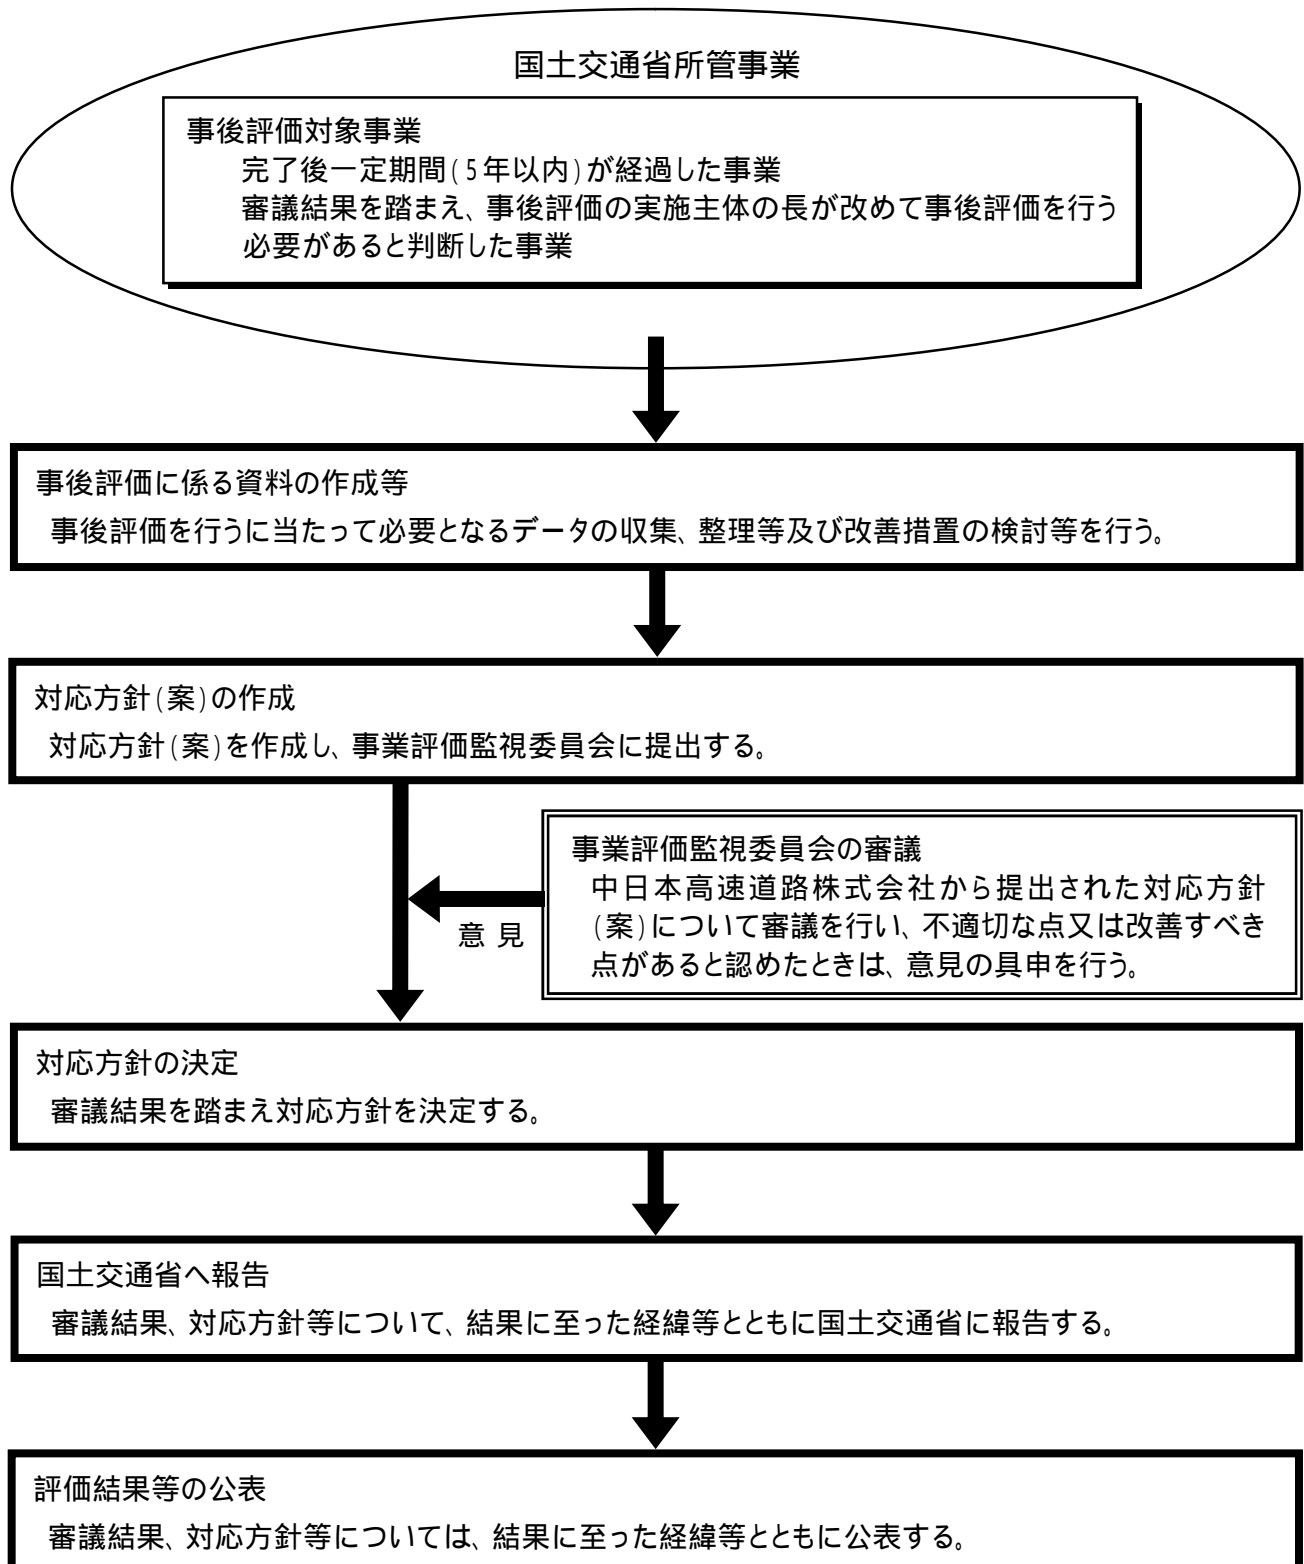 国土交通省所管事業
事後評価対象事業
完了後一定期間(5年以内)が経過した事業
審議結果を踏まえ、事後評価の実施主体の長が改めて事後評価を行う
必要があると判断した事業
事後評価に係る資料の作成等
事後評価を行うに当たって必要となるデータの収集、整理等及び改善措置の検討等を行う。
対応方針(案)の作成
対応方針(案)を作成し、事業評価監視委員会に提出する。
事業評価監視委員会の審議
中日本高速道路株式会社から提出された対応方針
(案)について審議を行い、不適切な点又は改善すべき
点があると認めたときは、意見の具申を行う。
意見
対応方針の決定
審議結果を踏まえ対応方針を決定する。
国土交通省へ報告
審議結果、対応方針等について、結果に至った経緯等とともに国土交通省に報告する。
評価結果等の公表
審議結果、対応方針等については、結果に至った経緯等とともに公表する。